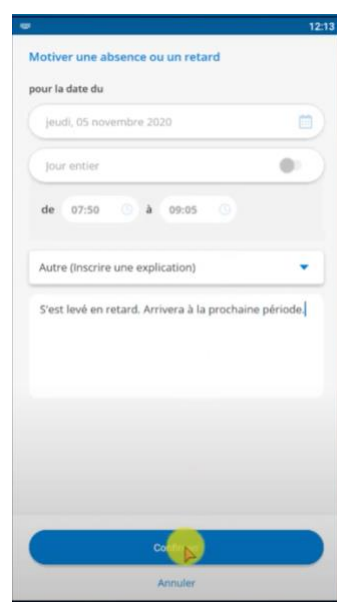 12:13
Motiver une absence ou un retard
pour la date du
jeudi, 05 novembre 2020
Jour entier
de 07:50 à 09:05
Autre (Inscrire une explication)
S'est levé en retard. Arrivera à la prochaine période.
Annuler